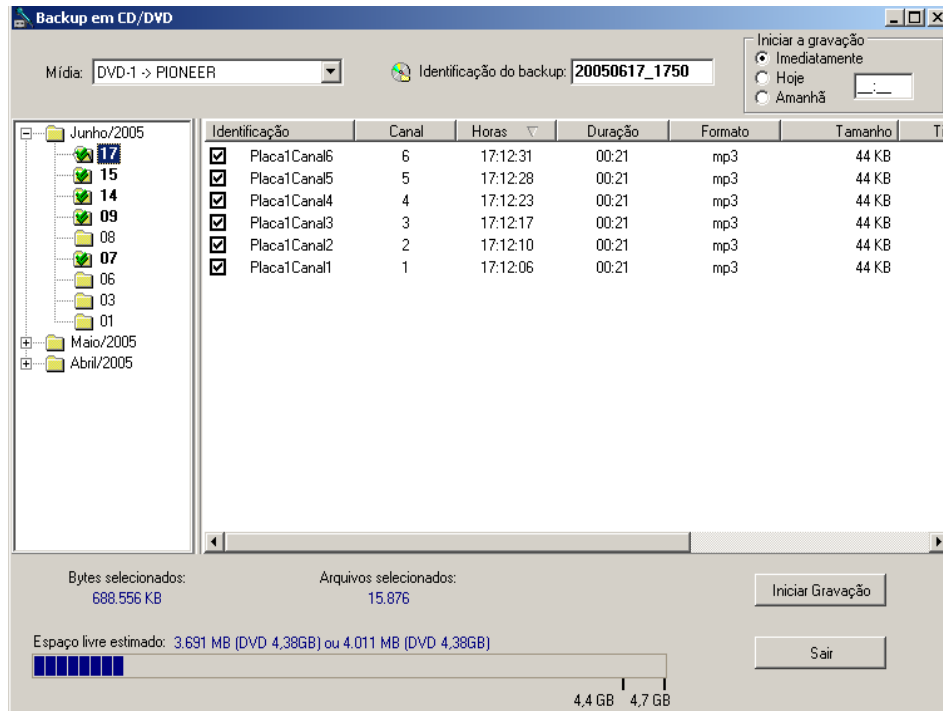 Backup em CD/DVD
Mídia: DVD-1 -> PIONEER
Identificação do backup: 20050617_1750
Iniciar a gravação
Imediatamente
Hoje
Amanhã
__:__
Junho/2005
17
15
14
09
08
07
06
03
01
Maio/2005
Abril/2005
Identificação Canal Horas Duração Formato Tamanho
Placa1Canal6 6 17:12:31 00:21 mp3 44 KB
Placa1Canal5 5 17:12:28 00:21 mp3 44 KB
Placa1Canal4 4 17:12:23 00:21 mp3 44 KB
Placa1Canal3 3 17:12:17 00:21 mp3 44 KB
Placa1Canal2 2 17:12:10 00:21 mp3 44 KB
Placa1Canal1 1 17:12:06 00:21 mp3 44 KB
Bytes selecionados:
688.556 KB
Arquivos selecionados:
15.876
Iniciar Gravação
Espaço livre estimado: 3.691 MB (DVD 4,38GB) ou 4.011 MB (DVD 4,38GB)
Sair
4,4 GB 4,7 GB